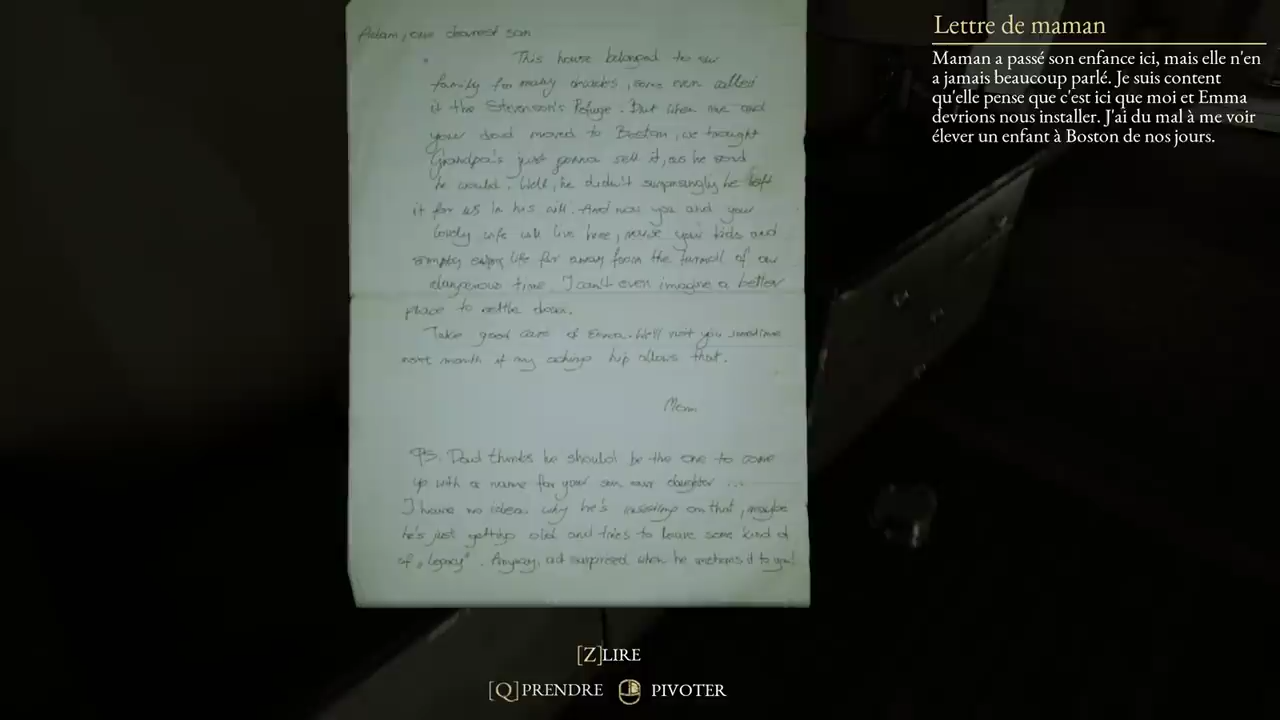 Adam, our dearest son
This house belonged to our
family for many decades, some even called
it the Stevenson's Refuge. But when me and
your dad moved to Boston, we thought
Grandpa's just gonna sell it, as he said
he would. Well, he didn't surprisingly he left
it for us in his will. And now you and your
lovely wife will live here, raise your kids and
simply enjoy life far away from the turmoil of our
dangerous time. I can't even imagine a better
place to settle down.
Take good care of Emma. We'll visit you sometime
next month if my aching hip allows that.
Mom
PS. Dad thinks he should be the one to come
up with a name for your son our daughter ...
I have no idea why he's insisting on that, maybe
he's just getting old and tries to leave some kind of
of „legacy". Anyway, act surprised when he mentions it to you!
Lettre de maman
Maman a passé son enfance ici, mais elle n'en
a jamais beaucoup parlé. Je suis content
qu'elle pense que c'est ici que moi et Emma
devrions nous installer. J'ai du mal à me voir
élever un enfant à Boston de nos jours.
[Z]LIRE
[Q]PRENDRE PIVOTER